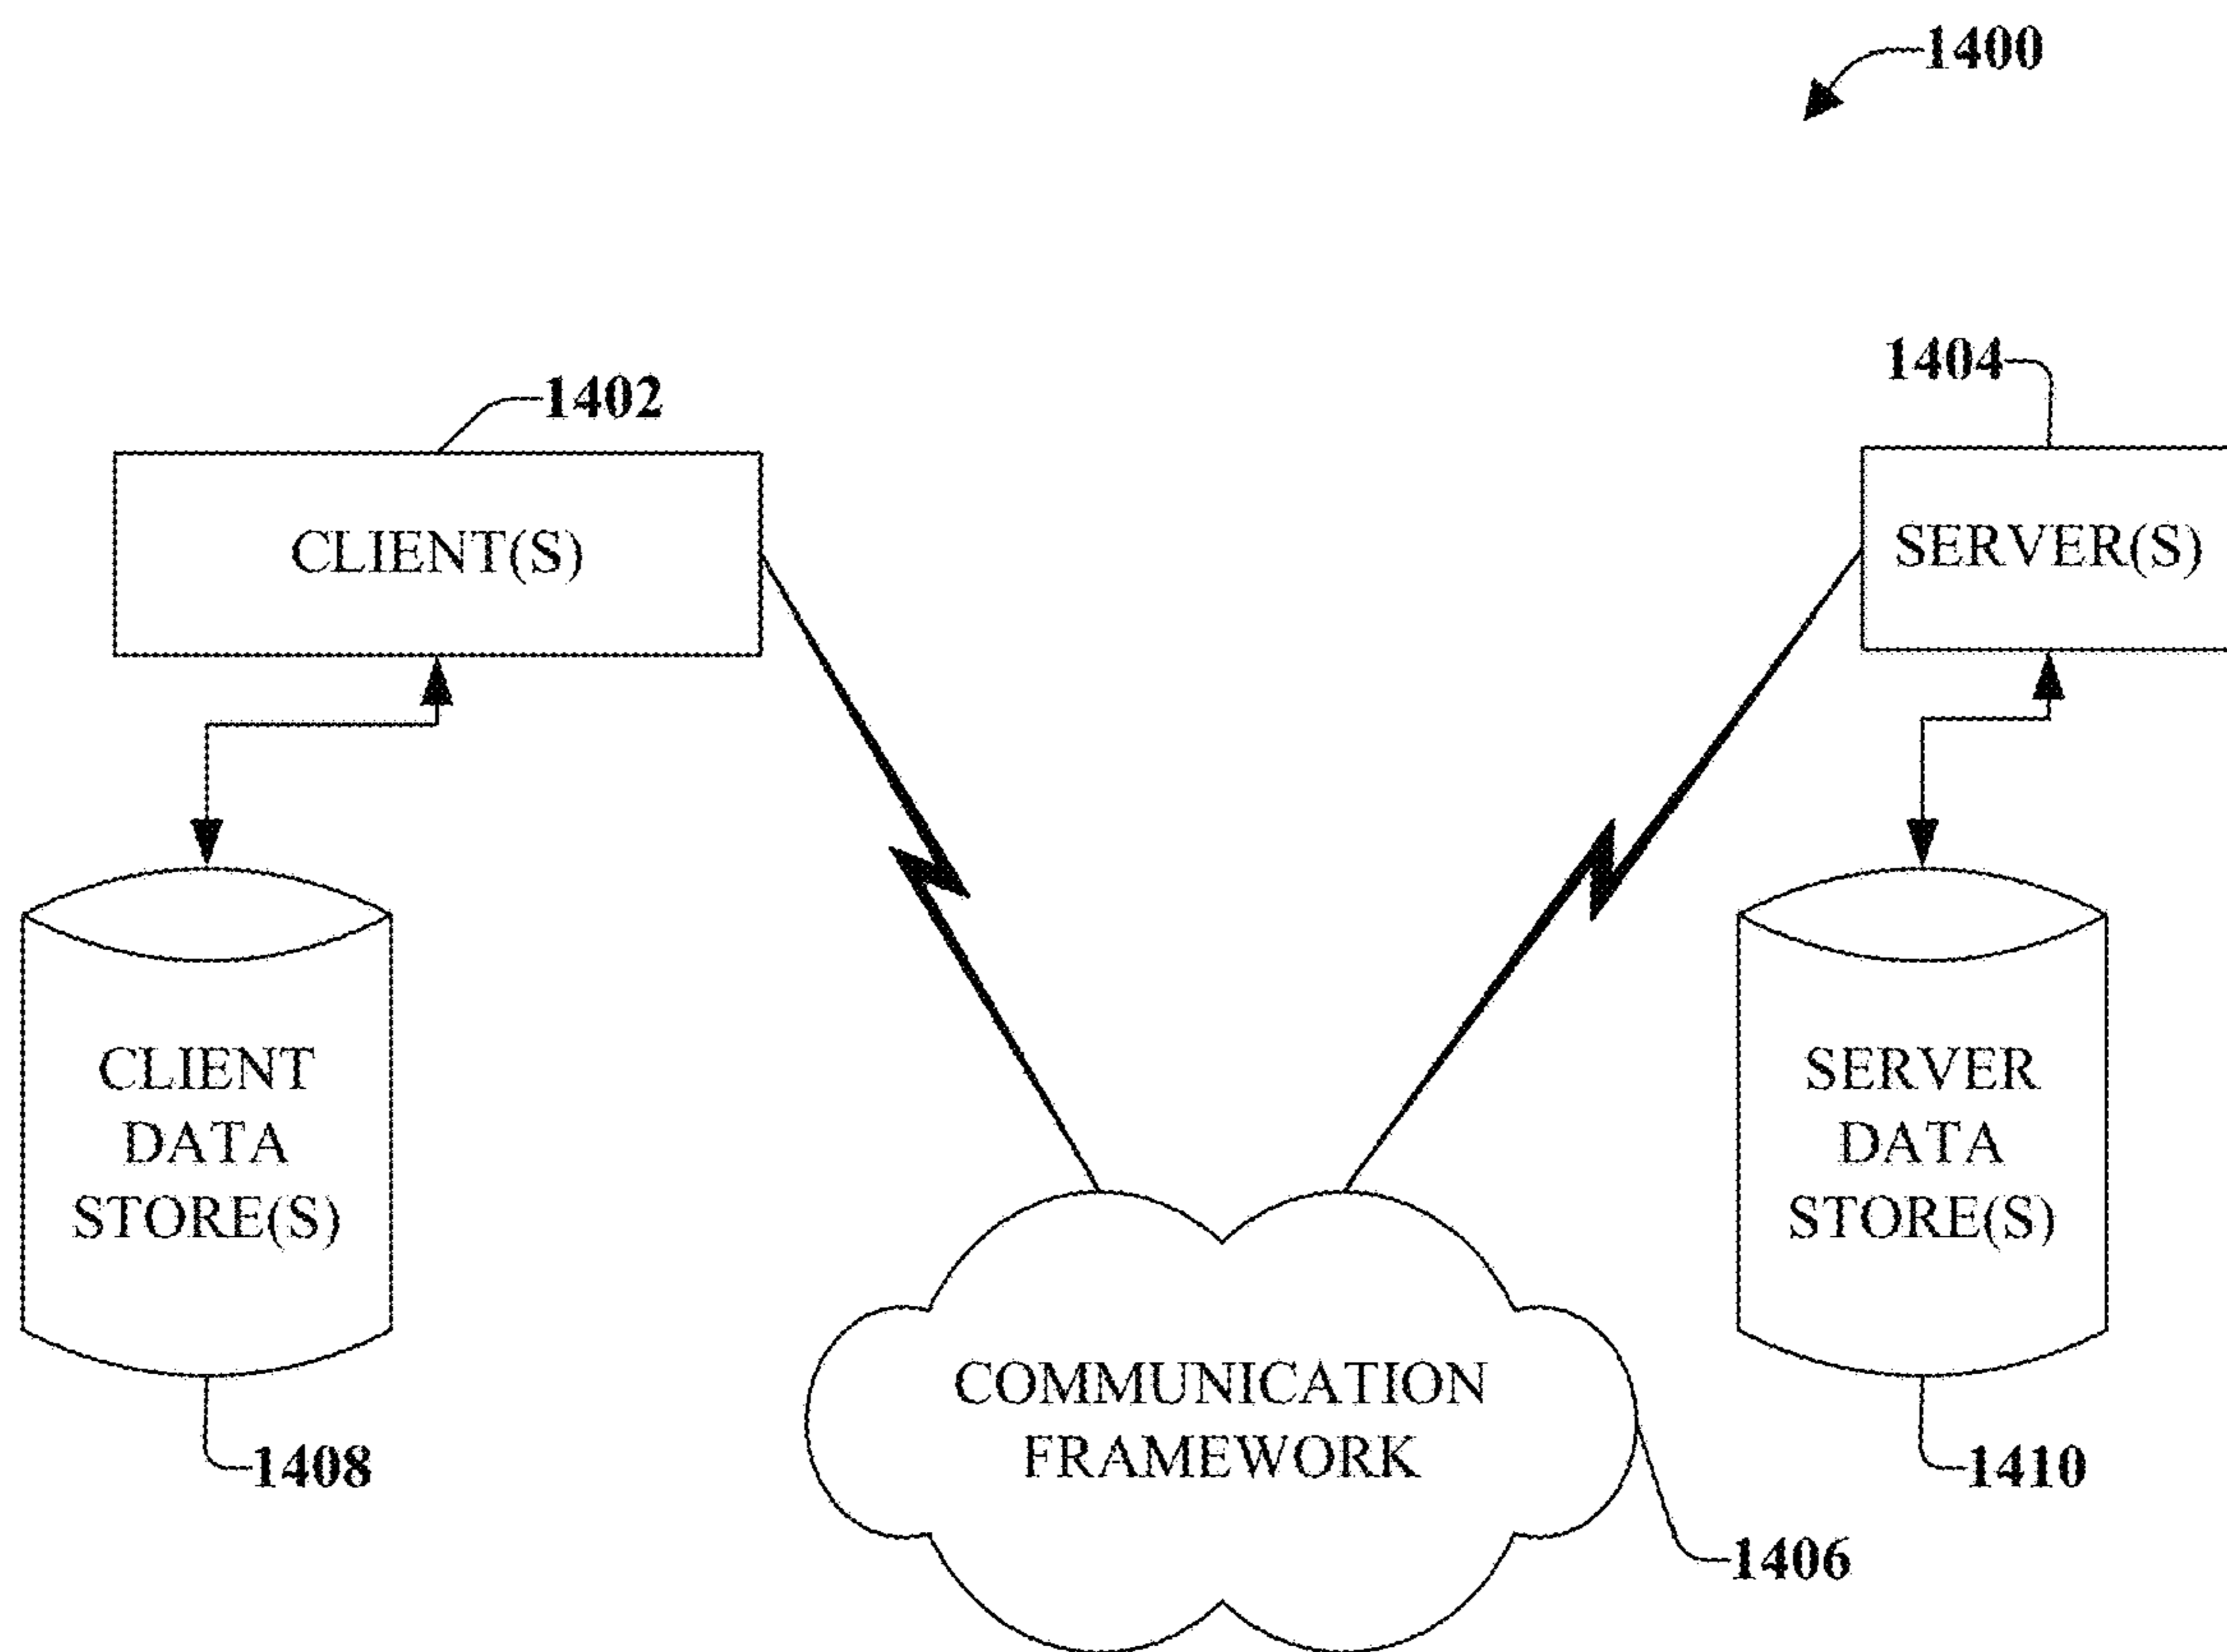 1400
1402
1404
CLIENT(S)
SERVER(S)
CLIENT
DATA
STORE(S)
SERVER
DATA
STORE(S)
COMMUNICATION
FRAMEWORK
1408
1410
1406